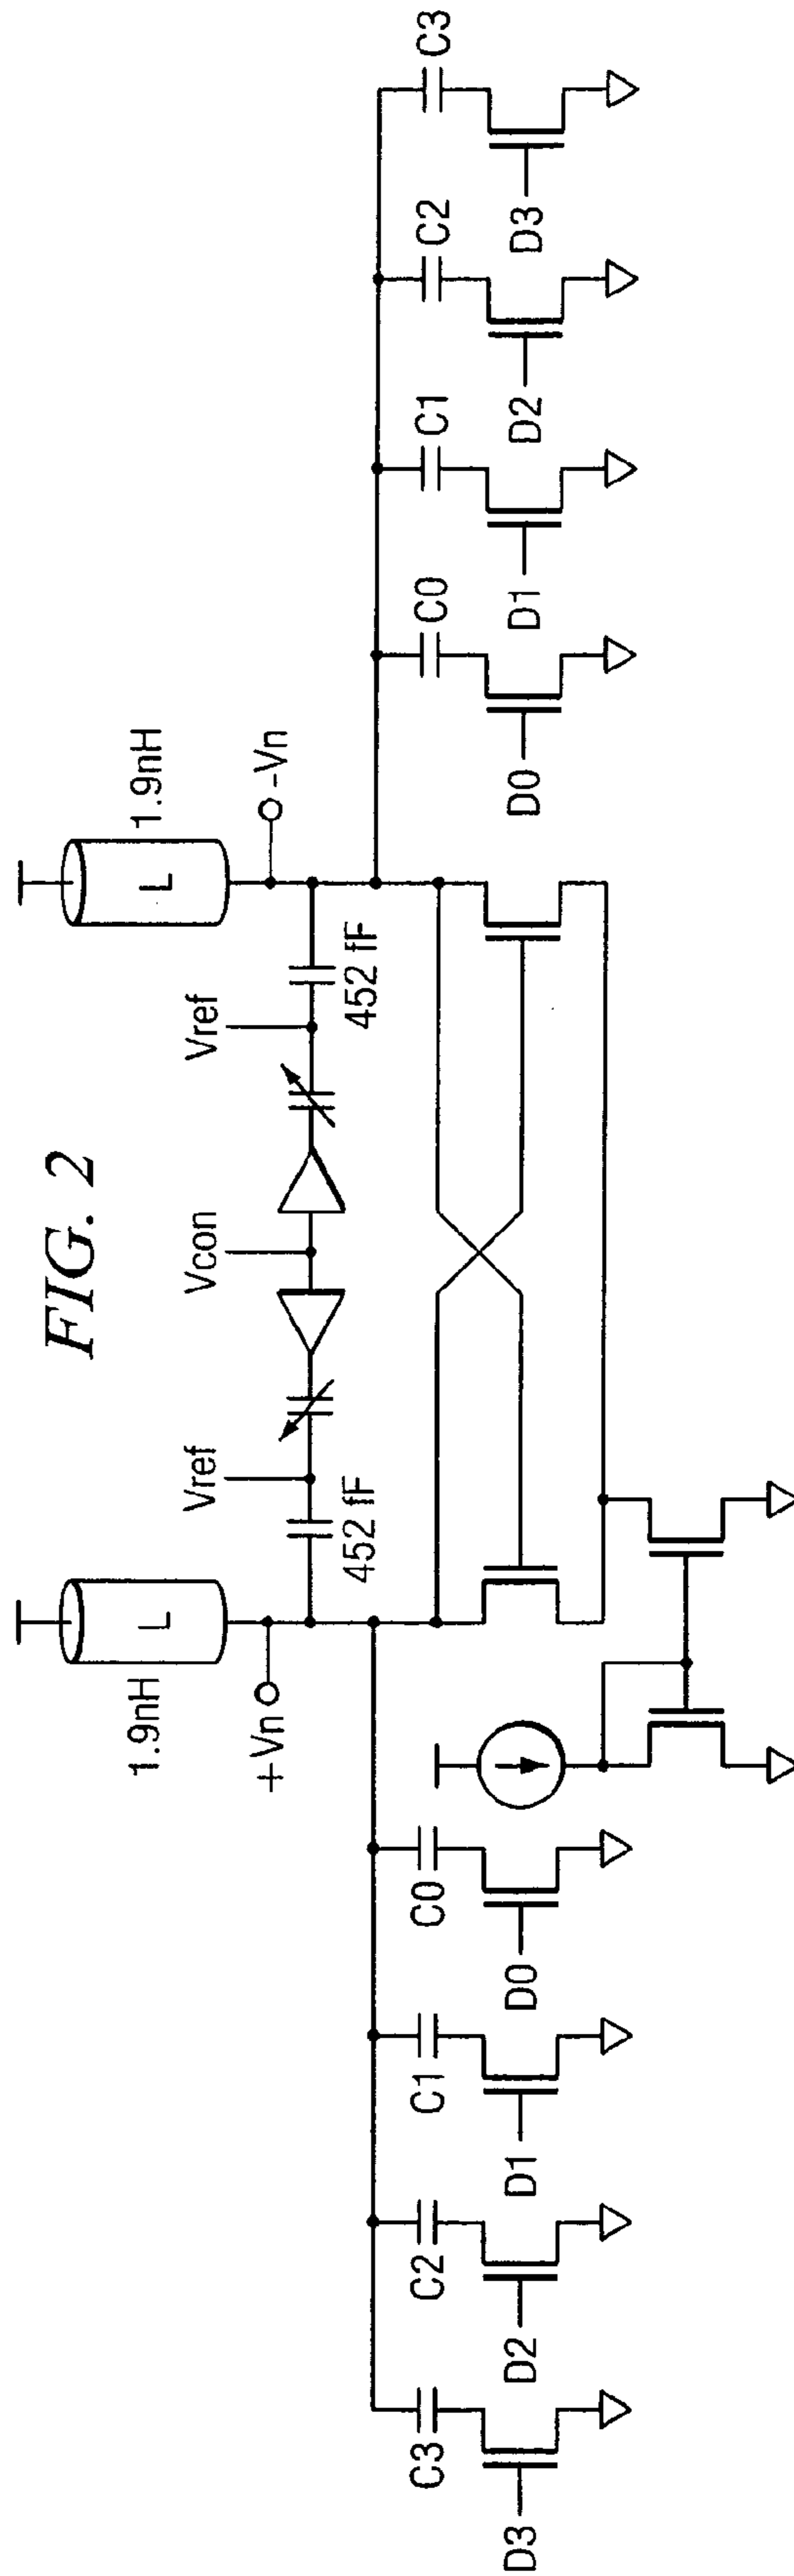 FIG. 2
1.9nH
L
+Vn
452 fF
Vref
Vcon
Vref
452 fF
L
1.9nH
-Vn
C3
D3
C2
D2
C1
D1
C0
D0
C0
D0
C1
D1
C2
D2
C3
D3